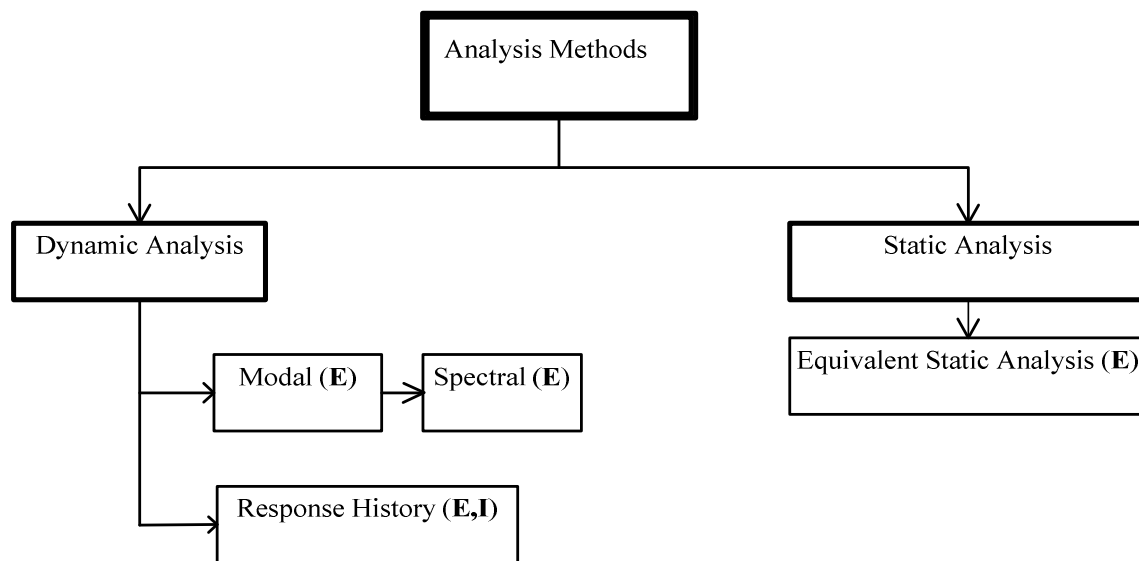 Analysis Methods
Dynamic Analysis
Static Analysis
Modal (E)
Spectral (E)
Equivalent Static Analysis (E)
Response History (E,I)